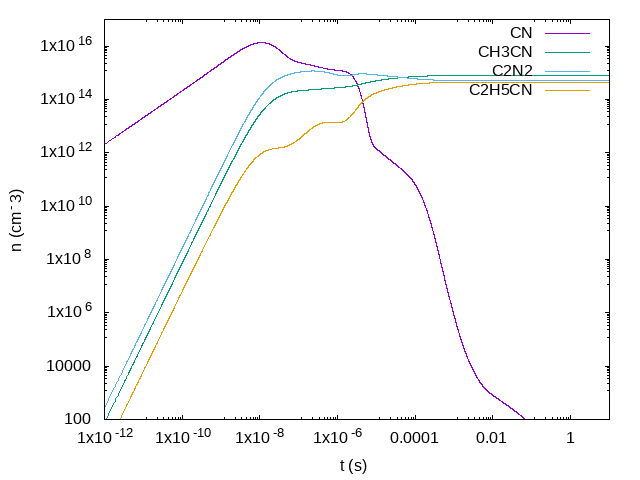 CN
CH3CN
C2N2
C2H5CN
1x10 16
1x10 14
1x10 12
1x10 10
1x10 8
1x10 6
10000
100
n (cm- 3)
1x10 -12
1x10 -10
1x10 -8
1x10 -6
0.0001
0.01
1
t (s)